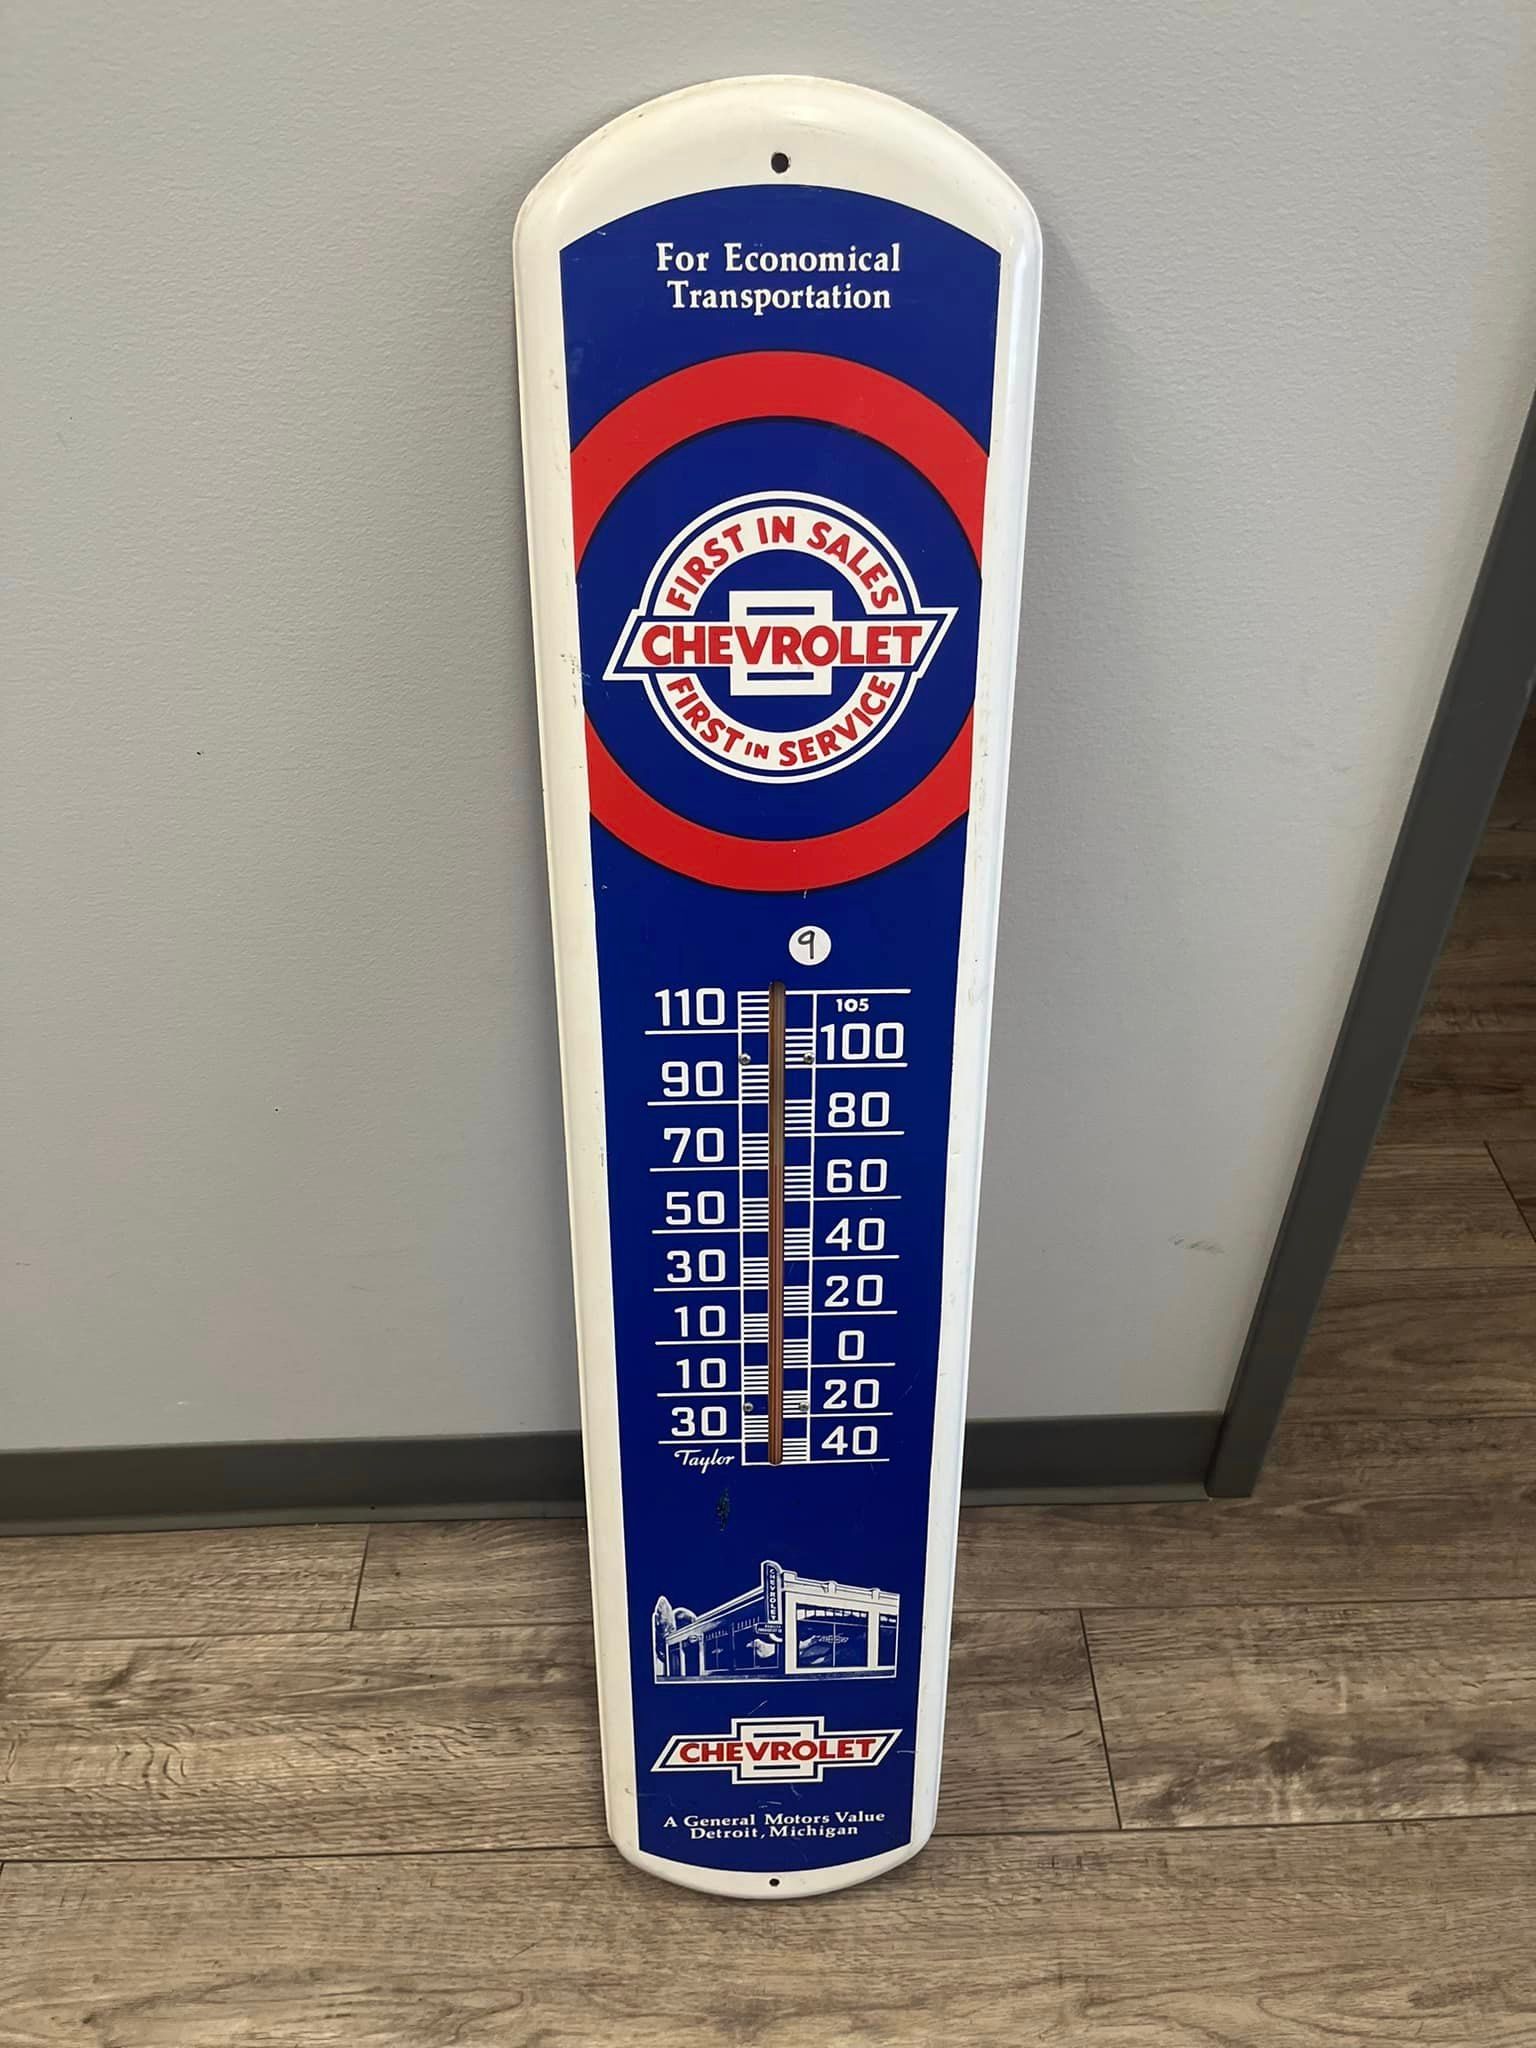 For Economical
Transportation
FIRST IN SALES
CHEVROLET
FIRST IN SERVICE
9
110
105
100
90
80
70
60
50
40
30
20
10
0
10
20
30
40
Taylor
CHEVROLET
CHEVROLET
A General Motors Value
Detroit, Michigan